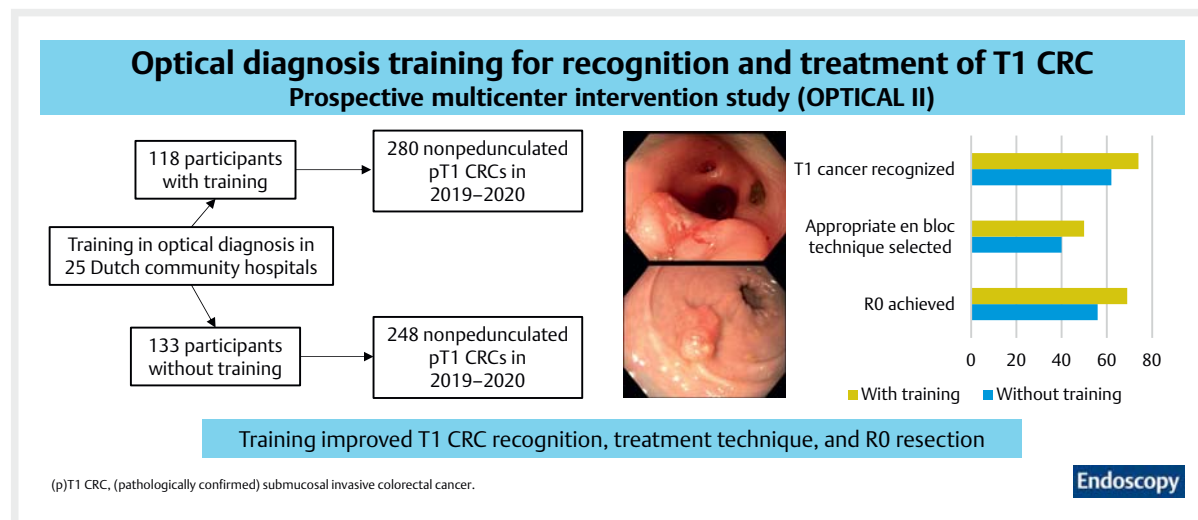 Optical diagnosis training for recognition and treatment of T1 CRC
Prospective multicenter intervention study (OPTICAL II)
118 participants
with training
280 nonpedunculated
pT1 CRCs in
2019–2020
Training in optical diagnosis in
25 Dutch community hospitals
133 participants
without training
248 nonpedunculated
pT1 CRCs in
2019–2020
T1 cancer recognized
Appropriate en bloc
technique selected
R0 achieved
0 20 40 60 80
With training Without training
Training improved T1 CRC recognition, treatment technique, and R0 resection
(p)T1 CRC, (pathologically confirmed) submucosal invasive colorectal cancer.
Endoscopy